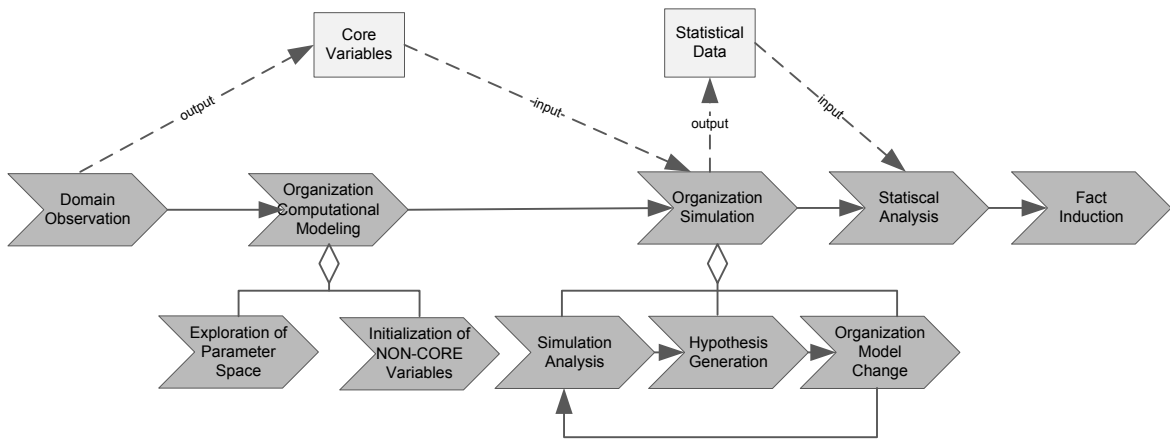 Core
Variables
Statistical
Data
output
input
output
input
Domain
Observation
Organization
Computational
Modeling
Organization
Simulation
Statiscal
Analysis
Fact
Induction
Exploration of
Parameter
Space
Initialization of
NON-CORE
Variables
Simulation
Analysis
Hypothesis
Generation
Organization
Model
Change